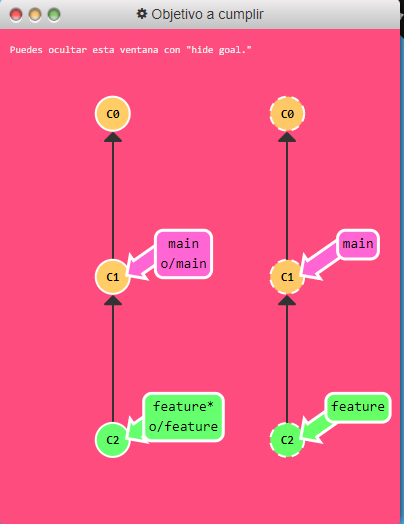 Objetivo a cumplir
Puedes ocultar esta ventana con "hide goal."
C0
C0
main
o/main
main
C1
C1
feature*
o/feature
feature
C2
C2